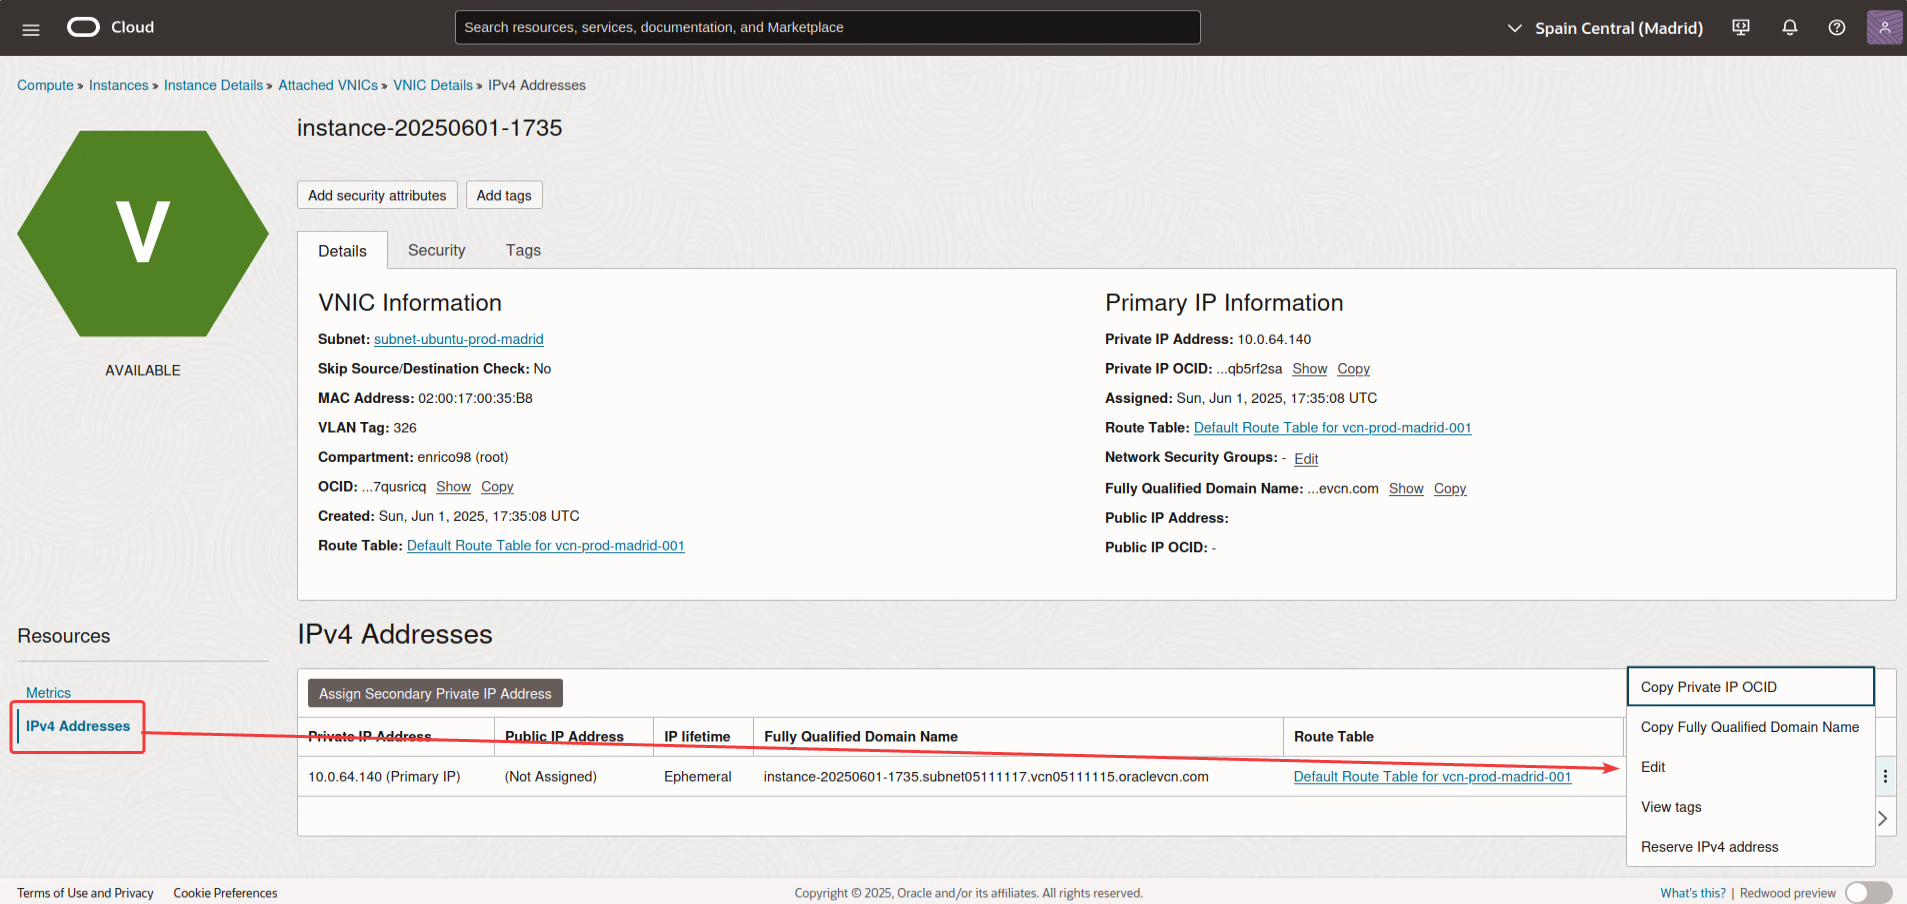 Cloud
Search resources, services, documentation, and Marketplace
Spain Central (Madrid)
Compute » Instances » Instance Details » Attached VNICs » VNIC Details » IPv4 Addresses
V
AVAILABLE
instance-20250601-1735
Add security attributes
Add tags
Details
Security
Tags
VNIC Information
Subnet: subnet-ubuntu-prod-madrid
Skip Source/Destination Check: No
MAC Address: 02:00:17:00:35:B8
VLAN Tag: 326
Compartment: enrico98 (root)
OCID: ...7qusricq Show Copy
Created: Sun, Jun 1, 2025, 17:35:08 UTC
Route Table: Default Route Table for vcn-prod-madrid-001
Primary IP Information
Private IP Address: 10.0.64.140
Private IP OCID: ...qb5rf2sa Show Copy
Assigned: Sun, Jun 1, 2025, 17:35:08 UTC
Route Table: Default Route Table for vcn-prod-madrid-001
Network Security Groups: - Edit
Fully Qualified Domain Name: ...evcn.com Show Copy
Public IP Address:
Public IP OCID: -
Resources
Metrics
IPv4 Addresses
IPv4 Addresses
Assign Secondary Private IP Address
Private IP Address Public IP Address IP lifetime Fully Qualified Domain Name Route Table
10.0.64.140 (Primary IP) (Not Assigned) Ephemeral instance-20250601-1735.subnet05111117.vcn05111115.oraclevcn.com Default Route Table for vcn-prod-madrid-001
Copy Private IP OCID
Copy Fully Qualified Domain Name
Edit
View tags
Reserve IPv4 address
Terms of Use and Privacy
Cookie Preferences
Copyright © 2025, Oracle and/or its affiliates. All rights reserved.
What's this? | Redwood preview